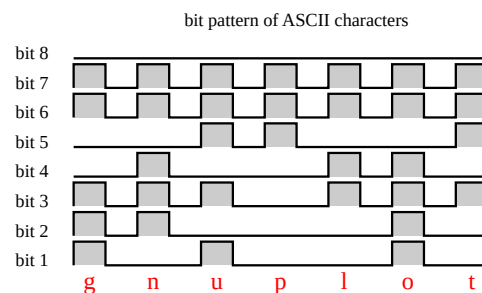 bit pattern of ASCII characters
bit 8
bit 7
bit 6
bit 5
bit 4
bit 3
bit 2
bit 1
g n u p l o t